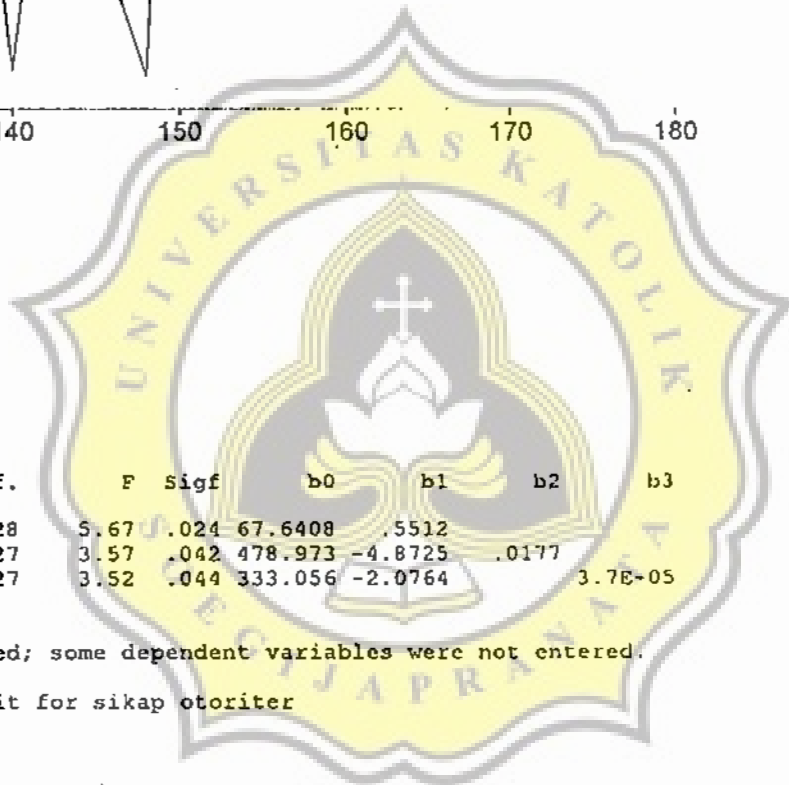 140 150 160 170 180
UNIVERSITAS KATOLIK
SOEGIJAPRANATA
f. F Sigf b0 b1 b2 b3
28 5.67 .024 67.6408 .5512
27 3.57 .042 478.973 -4.8725 .0177
27 3.52 .044 333.056 -2.0764 3.7E-05
ed; some dependent variables were not entered.
it for sikap otoriter